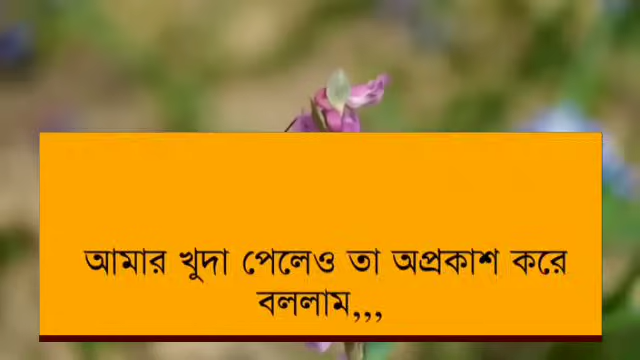 আমার খুদা পেলেও তা অপ্রকাশ করে
বললাম,,,